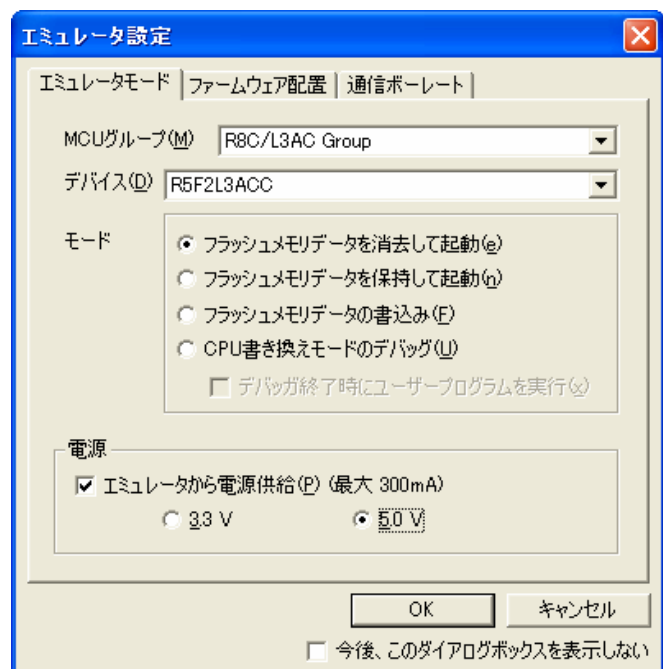 エミュレータ設定
エミュレータモード ファームウェア配置 通信ボーレート
MCUグループ(M) R8C/L3AC Group
デバイス(D) R5F2L3ACC
モード
フラッシュメモリデータを消去して起動(e)
フラッシュメモリデータを保持して起動(n)
フラッシュメモリデータの書込み(F)
CPU書き換えモードのデバッグ(U)
デバッガ終了時にユーザープログラムを実行(x)
電源
エミュレータから電源供給(P) (最大 300mA)
3.3 V 5.0 V
OK キャンセル
今後、このダイアログボックスを表示しない